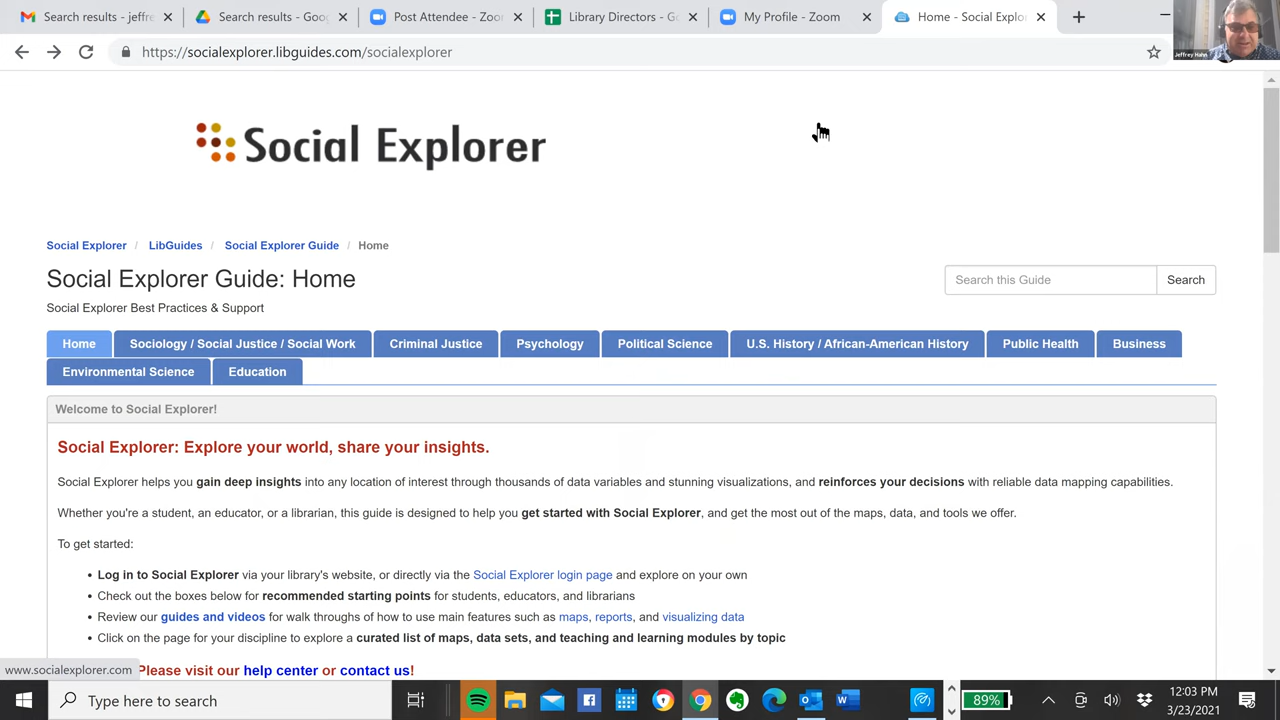 Search results - jeffre
Search results - Goo
Post Attendee - Zoo
Library Directors - G
My Profile - Zoom
Home - Social Explor
https://socialexplorer.libguides.com/socialexplorer
Jeffrey Hahn
Social Explorer
Social Explorer / LibGuides / Social Explorer Guide / Home
Social Explorer Guide: Home
Search this Guide
Search
Social Explorer Best Practices & Support
Home
Sociology / Social Justice / Social Work
Criminal Justice
Psychology
Political Science
U.S. History / African-American History
Public Health
Business
Environmental Science
Education
Welcome to Social Explorer!
Social Explorer: Explore your world, share your insights.
Social Explorer helps you gain deep insights into any location of interest through thousands of data variables and stunning visualizations, and reinforces your decisions with reliable data mapping capabilities.
Whether you're a student, an educator, or a librarian, this guide is designed to help you get started with Social Explorer, and get the most out of the maps, data, and tools we offer.
To get started:
• Log in to Social Explorer via your library's website, or directly via the Social Explorer login page and explore on your own
• Check out the boxes below for recommended starting points for students, educators, and librarians
• Review our guides and videos for walk throughs of how to use main features such as maps, reports, and visualizing data
• Click on the page for your discipline to explore a curated list of maps, data sets, and teaching and learning modules by topic
www.socialexplorer.com
Please visit our help center or contact us!
Type here to search
89%
12:03 PM
3/23/2021